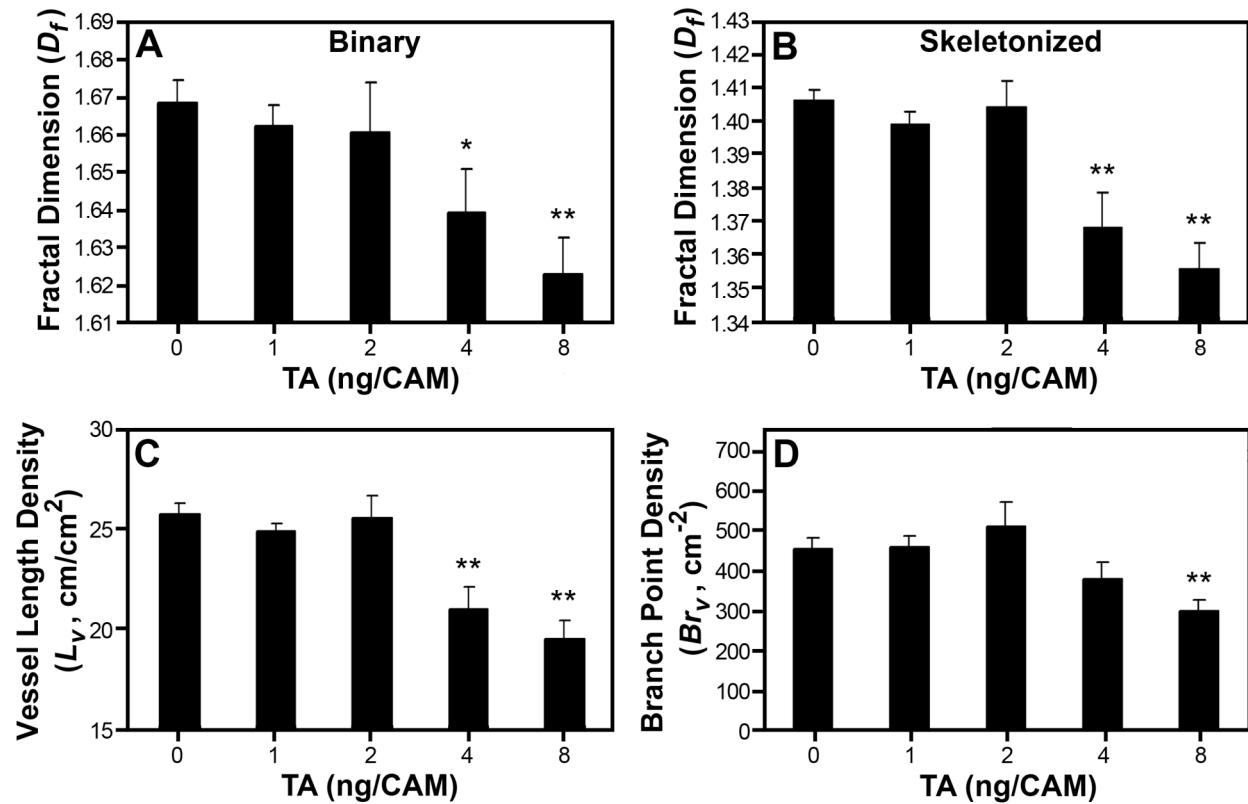 A
Binary
Fractal Dimension (Df)
1.69
1.68
1.67
1.66
1.65
1.64
1.63
1.62
1.61
*
**
0 1 2 4 8
TA (ng/CAM)
B
Skeletonized
Fractal Dimension (Df)
1.43
1.42
1.41
1.40
1.39
1.38
1.37
1.36
1.35
1.34
**
**
0 1 2 4 8
TA (ng/CAM)
C
Vessel Length Density
(Lv, cm/cm2)
30
25
20
15
**
**
0 1 2 4 8
TA (ng/CAM)
D
Branch Point Density
(Brv, cm-2)
700
600
500
400
300
200
100
0
**
0 1 2 4 8
TA (ng/CAM)